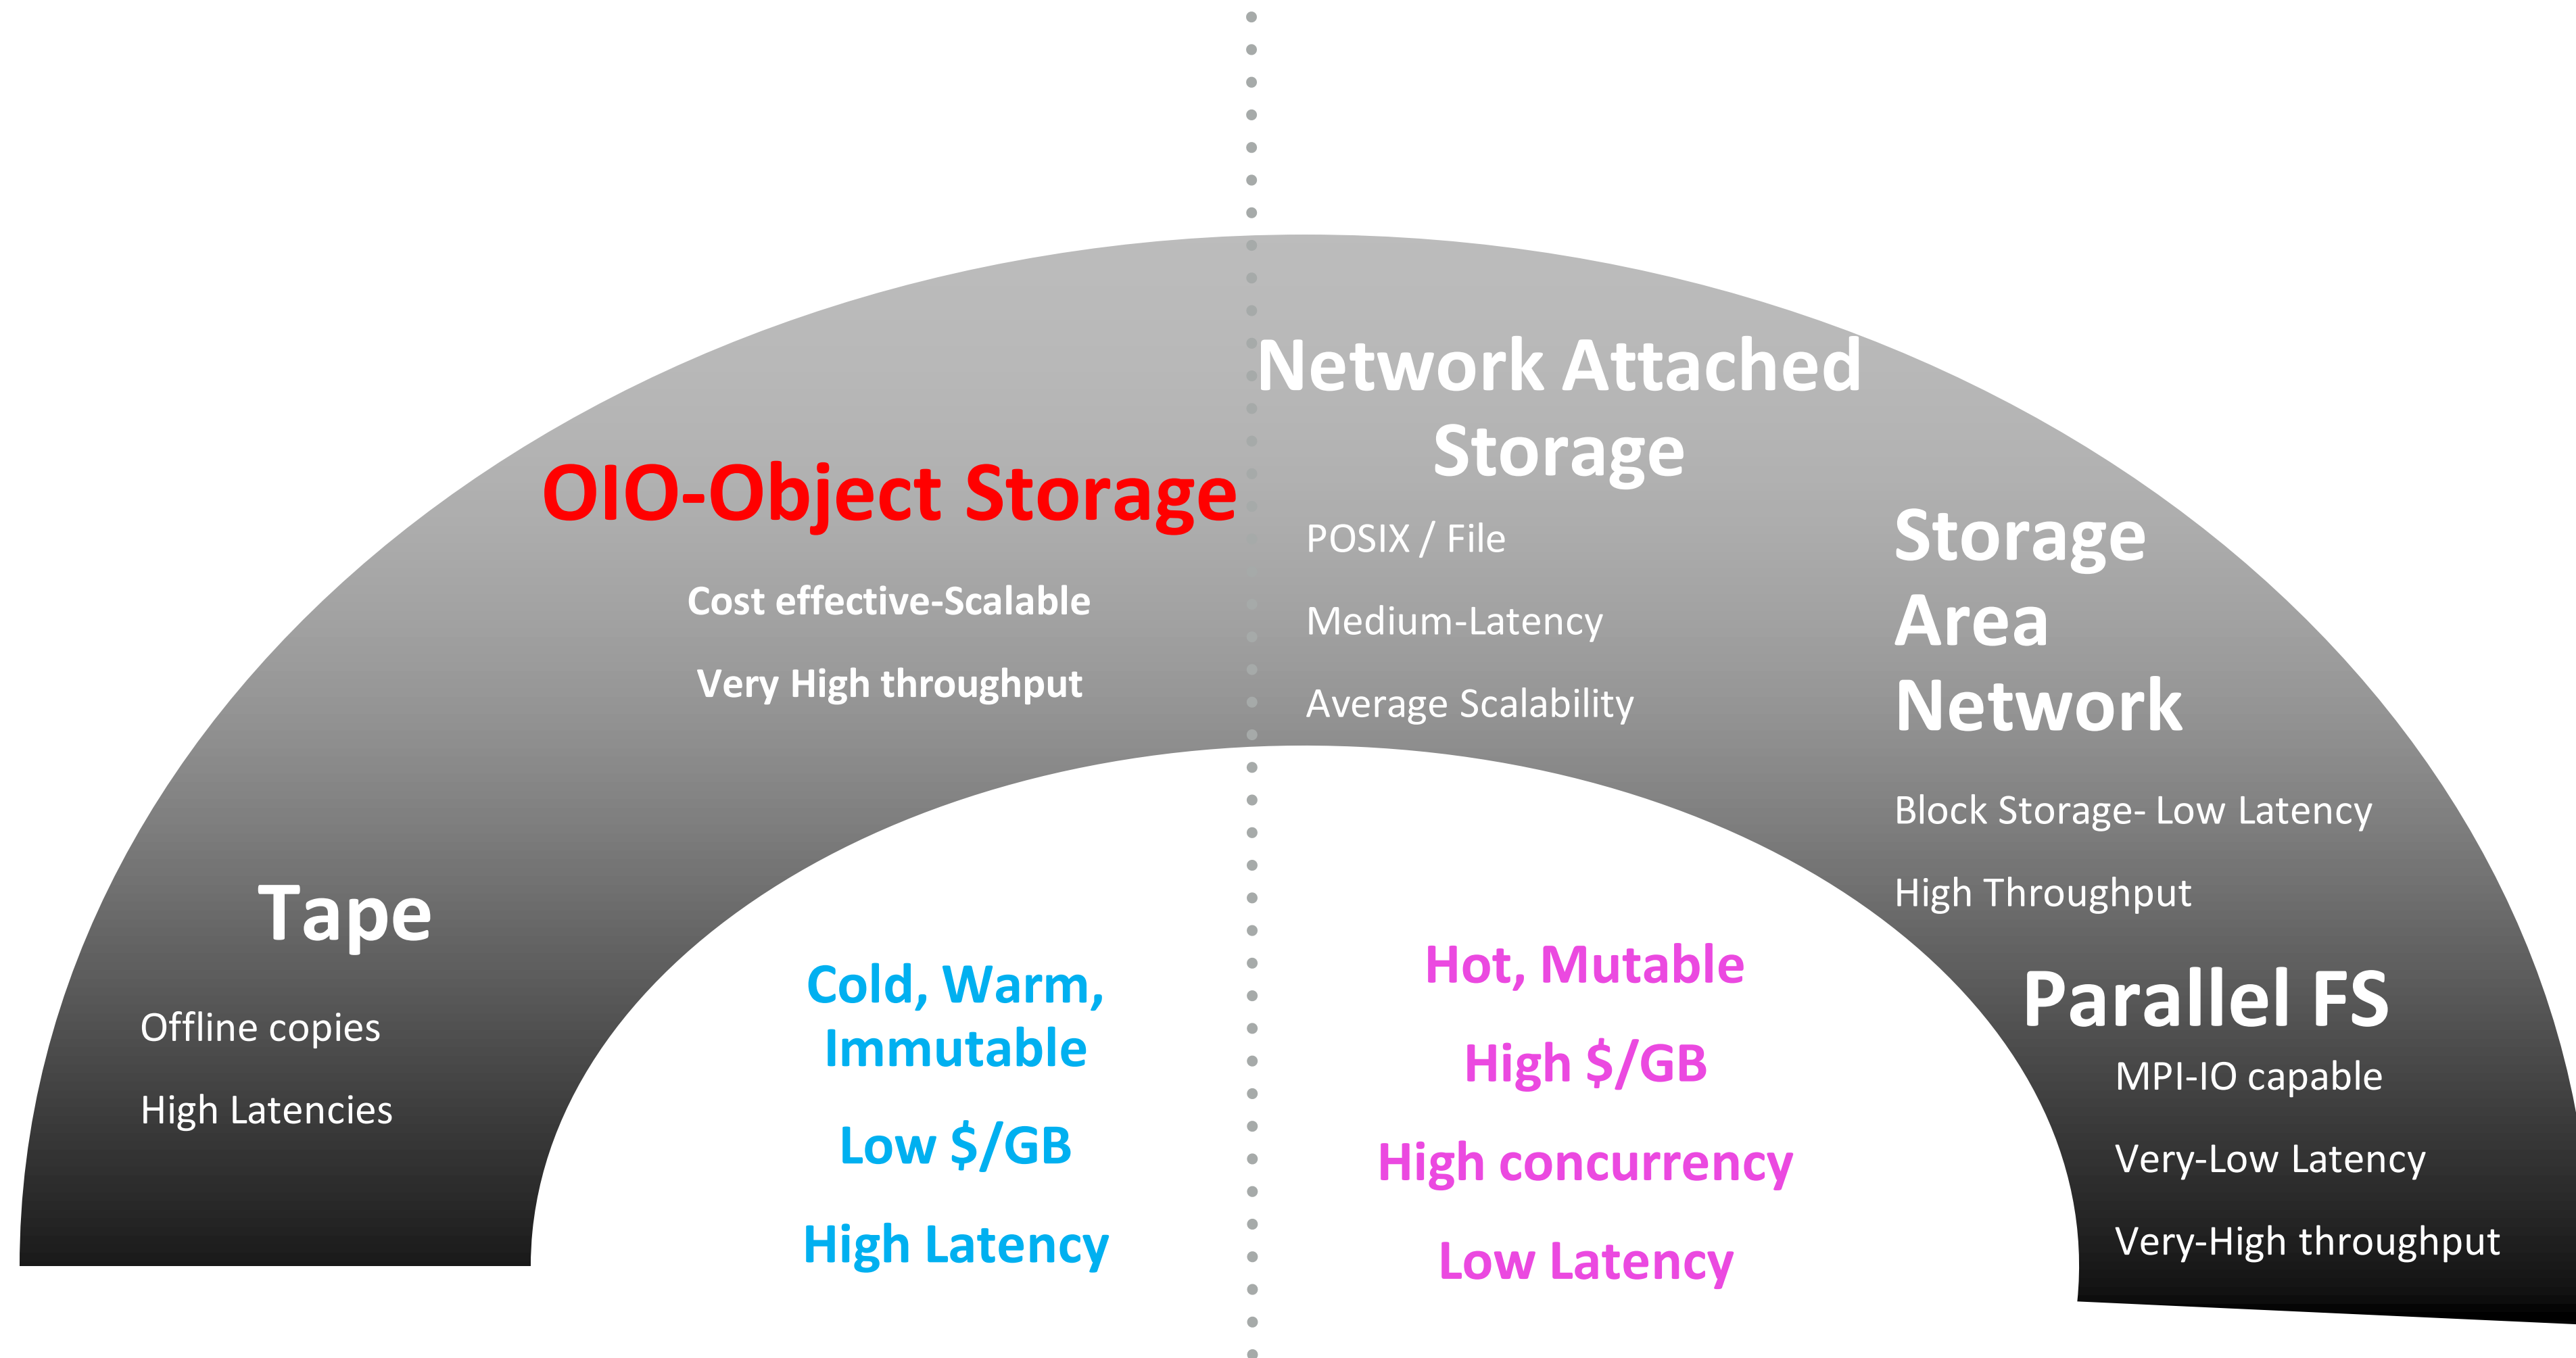 Network Attached
Storage
OIO-Object Storage
POSIX / File
Medium-Latency
Average Scalability
Cost effective-Scalable
Very High throughput
Storage
Area
Network
Block Storage- Low Latency
High Throughput
Tape
Offline copies
High Latencies
Cold, Warm,
Immutable
Low $/GB
High Latency
Hot, Mutable
High $/GB
High concurrency
Low Latency
Parallel FS
MPI-IO capable
Very-Low Latency
Very-High throughput